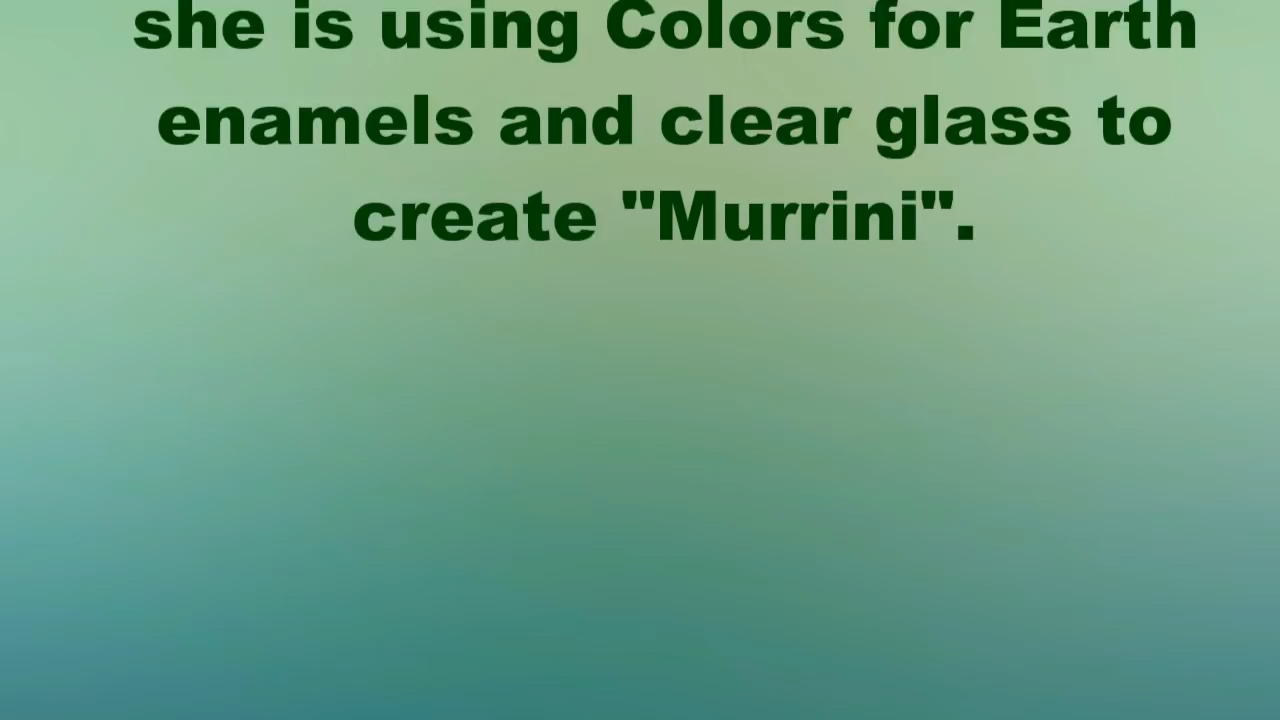 she is using Colors for Earth
enamels and clear glass to
create "Murrini".